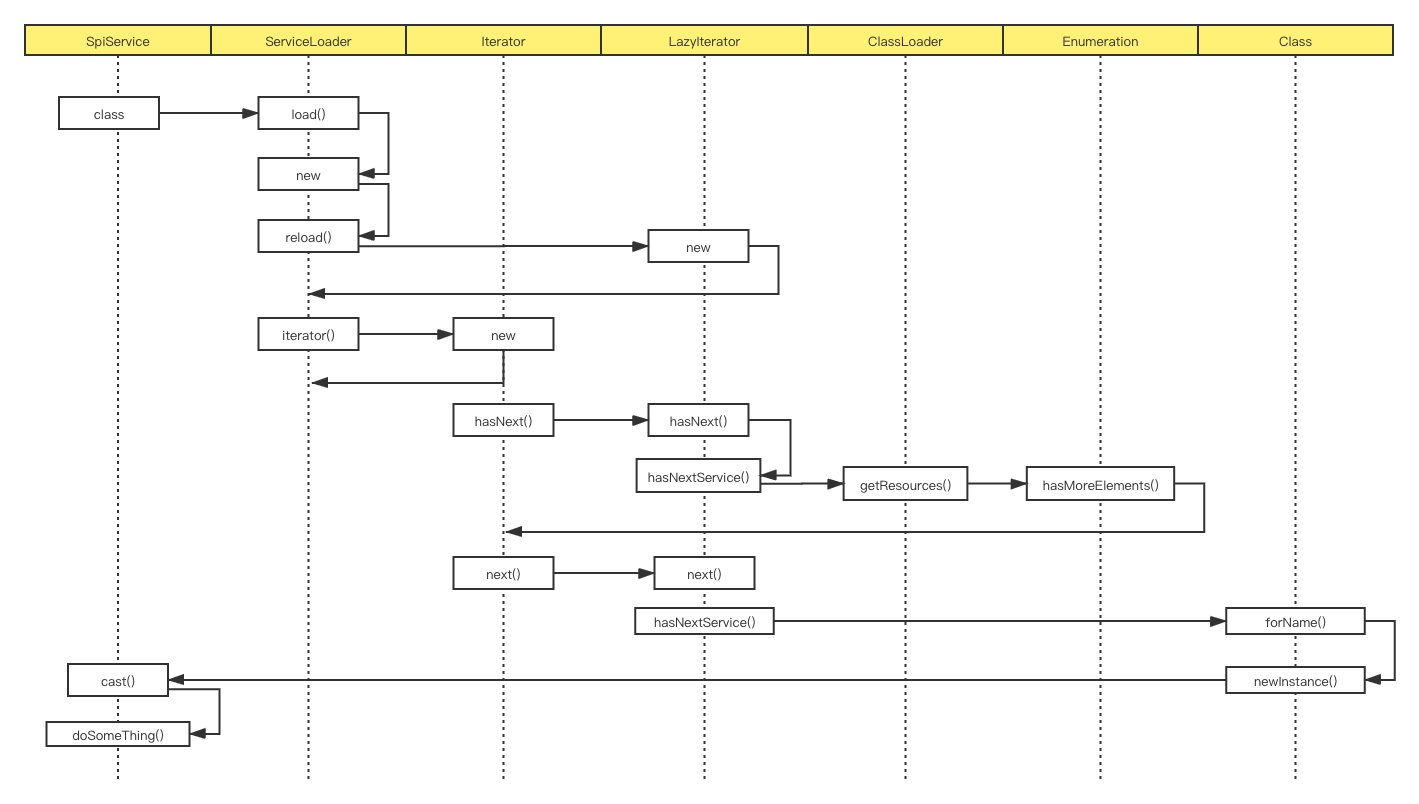 SpiService
ServiceLoader
Iterator
LazyIterator
ClassLoader
Enumeration
Class
class
load()
new
reload()
new
iterator()
new
hasNext()
hasNext()
hasNextService()
getResources()
hasMoreElements()
next()
next()
hasNextService()
forName()
cast()
newInstance()
doSomeThing()